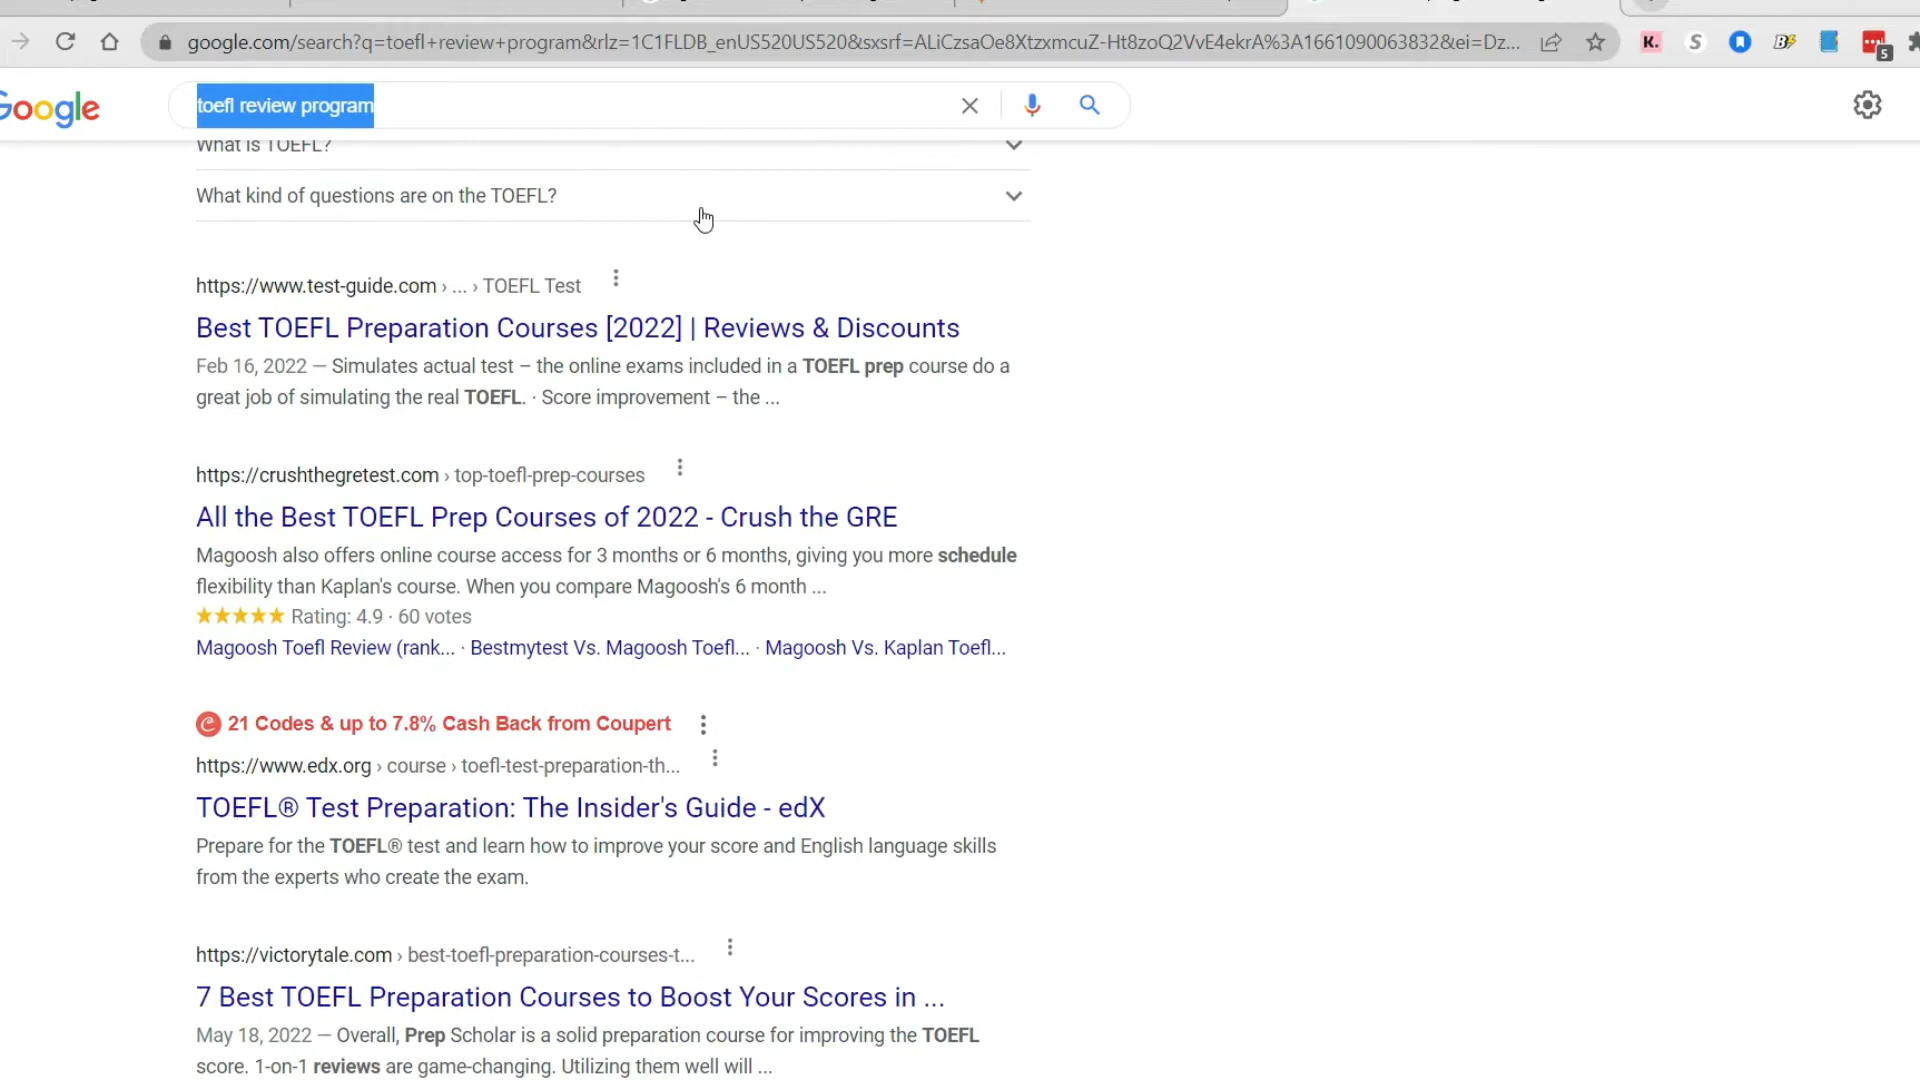 google.com/search?q=toefl+review+program&rlz=1C1FLDB_enUS520US520&sxsrf=ALiCzsaOe8XtzxmcuZ-Ht8zoQ2VvE4ekrA%3A1661090063832&ei=Dz...
K. S B 5
Google toefl review program
What is TOEFL?
What kind of questions are on the TOEFL?
https://www.test-guide.com › ... › TOEFL Test
Best TOEFL Preparation Courses [2022] | Reviews & Discounts
Feb 16, 2022 — Simulates actual test – the online exams included in a TOEFL prep course do a
great job of simulating the real TOEFL. · Score improvement – the ...
https://crushthegretest.com › top-toefl-prep-courses
All the Best TOEFL Prep Courses of 2022 - Crush the GRE
Magoosh also offers online course access for 3 months or 6 months, giving you more schedule
flexibility than Kaplan's course. When you compare Magoosh's 6 month ...
Rating: 4.9 · 60 votes
Magoosh Toefl Review (rank... · Bestmytest Vs. Magoosh Toefl... · Magoosh Vs. Kaplan Toefl...
21 Codes & up to 7.8% Cash Back from Coupert
https://www.edx.org › course › toefl-test-preparation-th...
TOEFL® Test Preparation: The Insider's Guide - edX
Prepare for the TOEFL® test and learn how to improve your score and English language skills
from the experts who create the exam.
https://victorytale.com › best-toefl-preparation-courses-t...
7 Best TOEFL Preparation Courses to Boost Your Scores in ...
May 18, 2022 — Overall, Prep Scholar is a solid preparation course for improving the TOEFL
score. 1-on-1 reviews are game-changing. Utilizing them well will ...